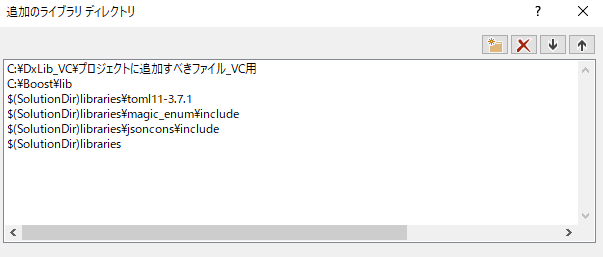 追加のライブラリ ディレクトリ
? ×
C:¥DxLib_VC¥プロジェクトに追加すべきファイル_VC用
C:¥Boost¥lib
$(SolutionDir)libraries¥toml11-3.7.1
$(SolutionDir)libraries¥magic_enum¥include
$(SolutionDir)libraries¥jsoncons¥include
$(SolutionDir)libraries